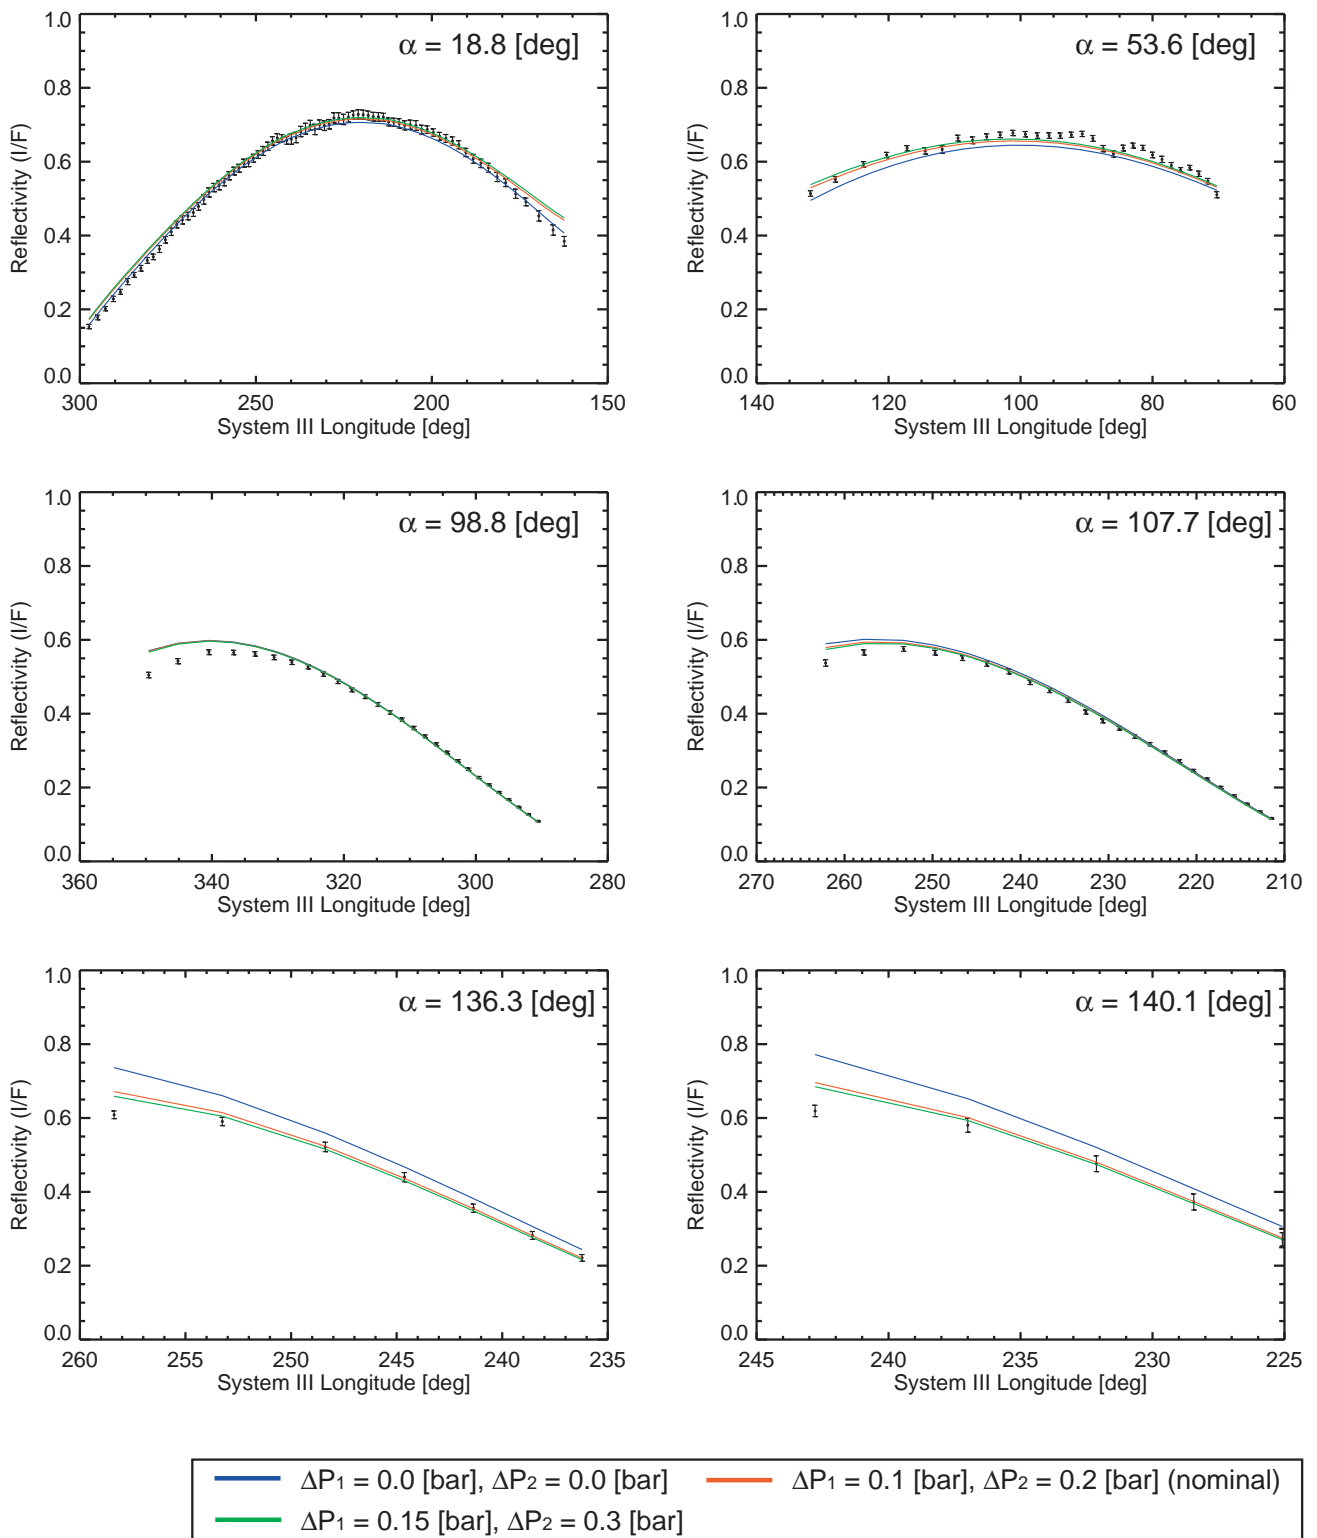 α = 18.8 [deg]
Reflectivity (I/F)
1.0
0.8
0.6
0.4
0.2
0.0
300 250 200 150
System III Longitude [deg]
α = 53.6 [deg]
Reflectivity (I/F)
1.0
0.8
0.6
0.4
0.2
0.0
140 120 100 80 60
System III Longitude [deg]
α = 98.8 [deg]
Reflectivity (I/F)
1.0
0.8
0.6
0.4
0.2
0.0
360 340 320 300 280
System III Longitude [deg]
α = 107.7 [deg]
Reflectivity (I/F)
1.0
0.8
0.6
0.4
0.2
0.0
270 260 250 240 230 220 210
System III Longitude [deg]
α = 136.3 [deg]
Reflectivity (I/F)
1.0
0.8
0.6
0.4
0.2
0.0
260 255 250 245 240 235
System III Longitude [deg]
α = 140.1 [deg]
Reflectivity (I/F)
1.0
0.8
0.6
0.4
0.2
0.0
245 240 235 230 225
System III Longitude [deg]
ΔP1 = 0.0 [bar], ΔP2 = 0.0 [bar]
ΔP1 = 0.1 [bar], ΔP2 = 0.2 [bar] (nominal)
ΔP1 = 0.15 [bar], ΔP2 = 0.3 [bar]